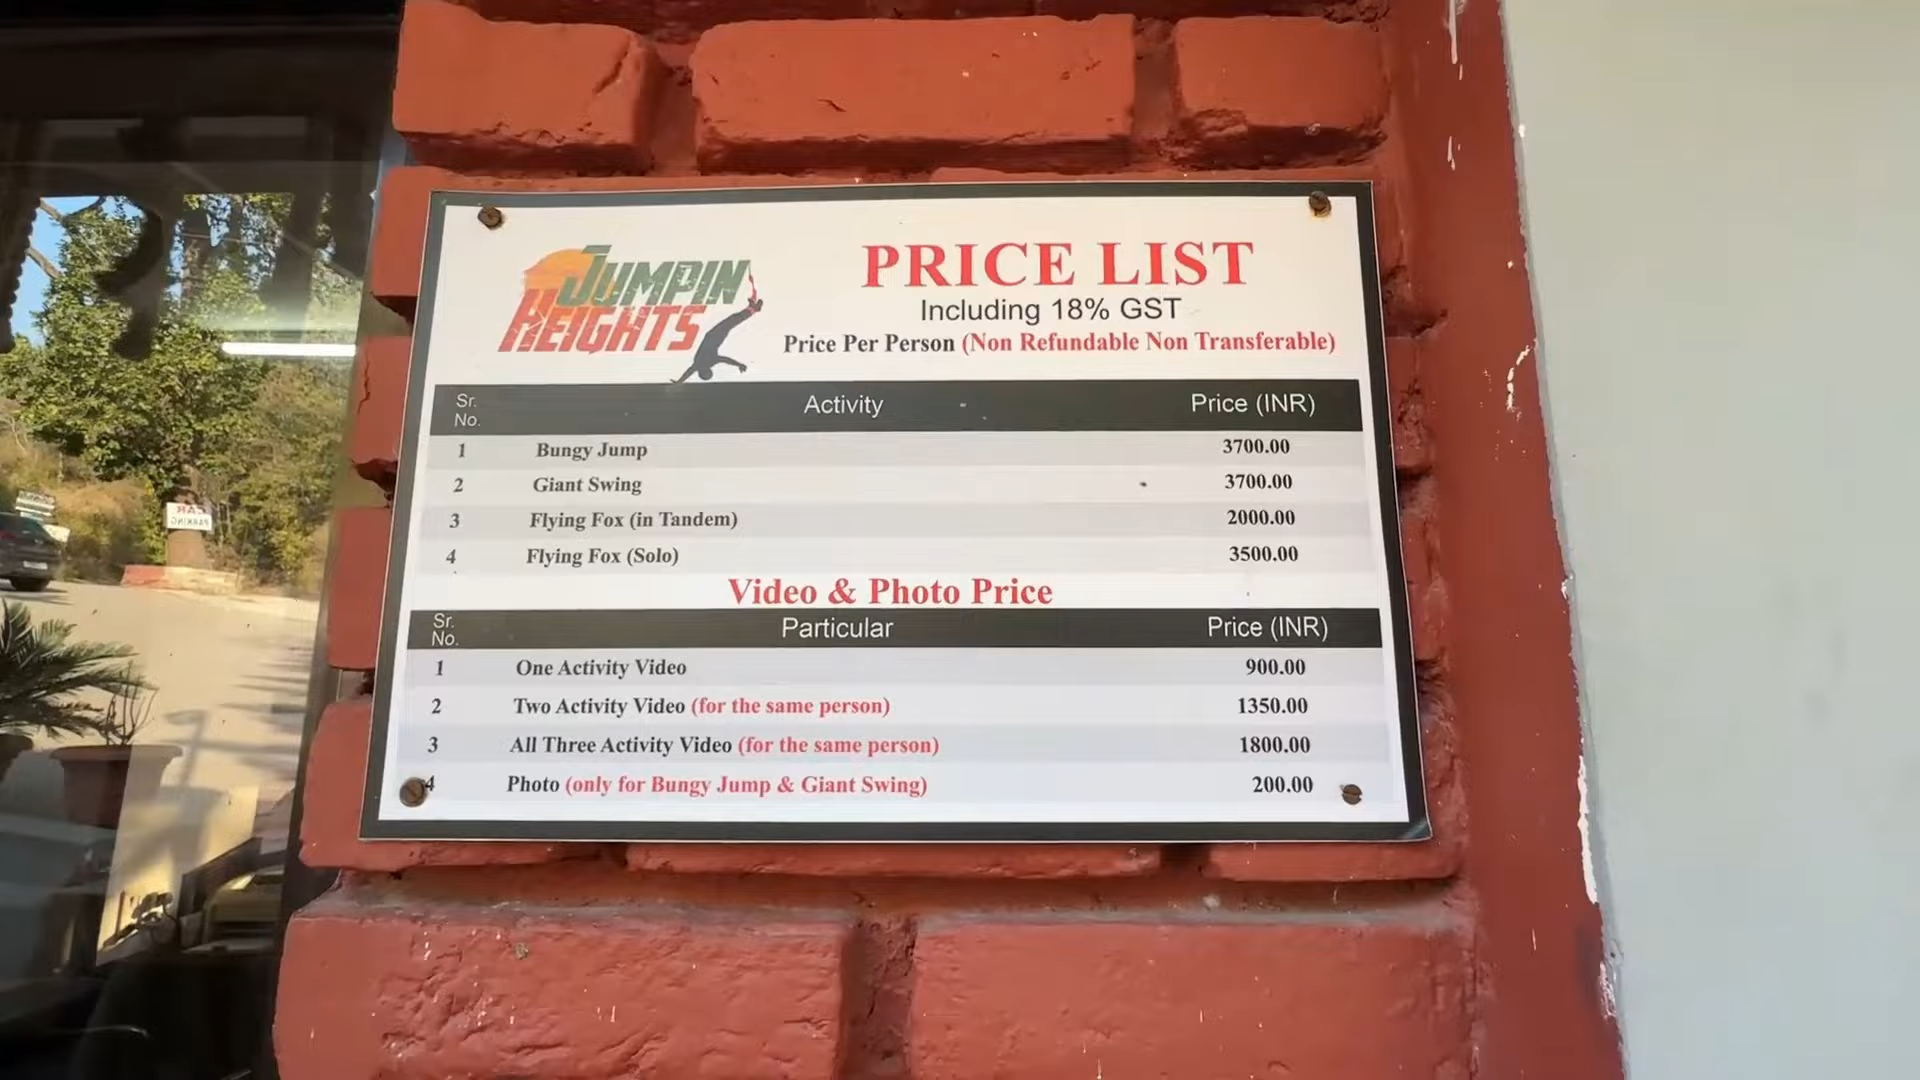 JUMPIN
HEIGHTS
PRICE LIST
Including 18% GST
Price Per Person (Non Refundable Non Transferable)
Sr. No. Activity Price (INR)
1 Bungy Jump 3700.00
2 Giant Swing 3700.00
3 Flying Fox (in Tandem) 2000.00
4 Flying Fox (Solo) 3500.00
Video & Photo Price
Sr. No. Particular Price (INR)
1 One Activity Video 900.00
2 Two Activity Video (for the same person) 1350.00
3 All Three Activity Video (for the same person) 1800.00
4 Photo (only for Bungy Jump & Giant Swing) 200.00
CAR
PARKING